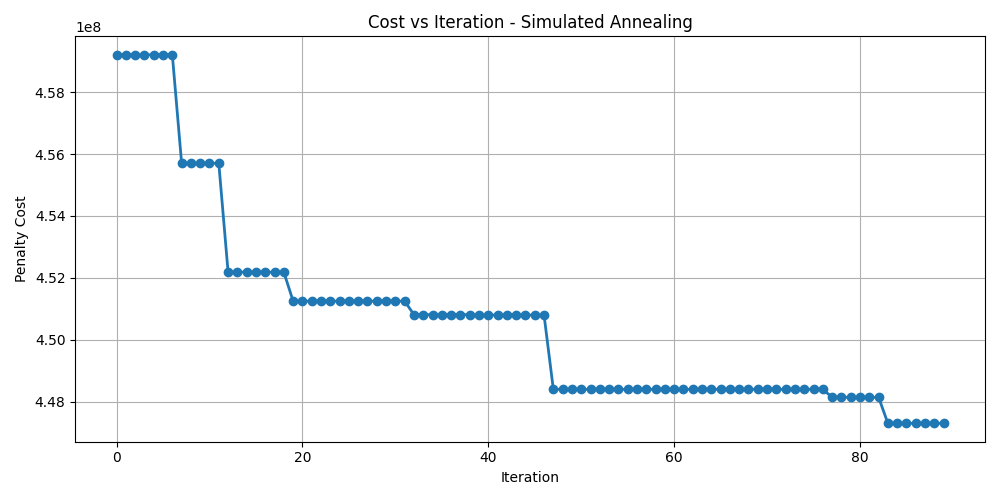 Cost vs Iteration - Simulated Annealing
1e8
4.58
4.56
4.54
4.52
4.50
4.48
Penalty Cost
0 20 40 60 80
Iteration